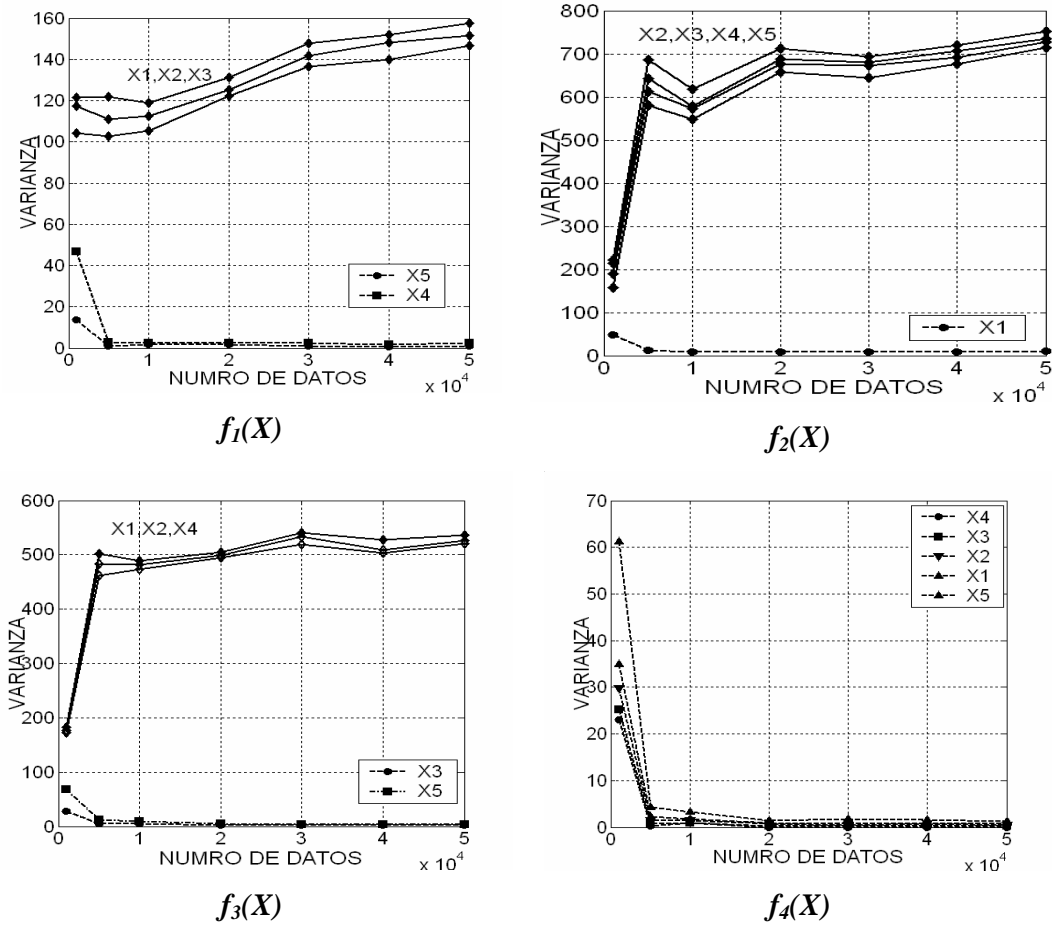 160
140
120
100
80
60
40
20
0
VARIANZA
X1,X2,X3
X5
X4
0 1 2 3 4 5
NUMRO DE DATOS
x 10^4
f1(X)
800
700
600
500
400
300
200
100
0
VARIANZA
X2,X3,X4,X5
X1
0 1 2 3 4 5
NUMRO DE DATOS
x 10^4
f2(X)
600
500
400
300
200
100
0
VARIANZA
X1,X2,X4
X3
X5
0 1 2 3 4 5
NUMRO DE DATOS
x 10^4
f3(X)
70
60
50
40
30
20
10
0
VARIANZA
X4
X3
X2
X1
X5
0 1 2 3 4 5
NUMRO DE DATOS
x 10^4
f4(X)